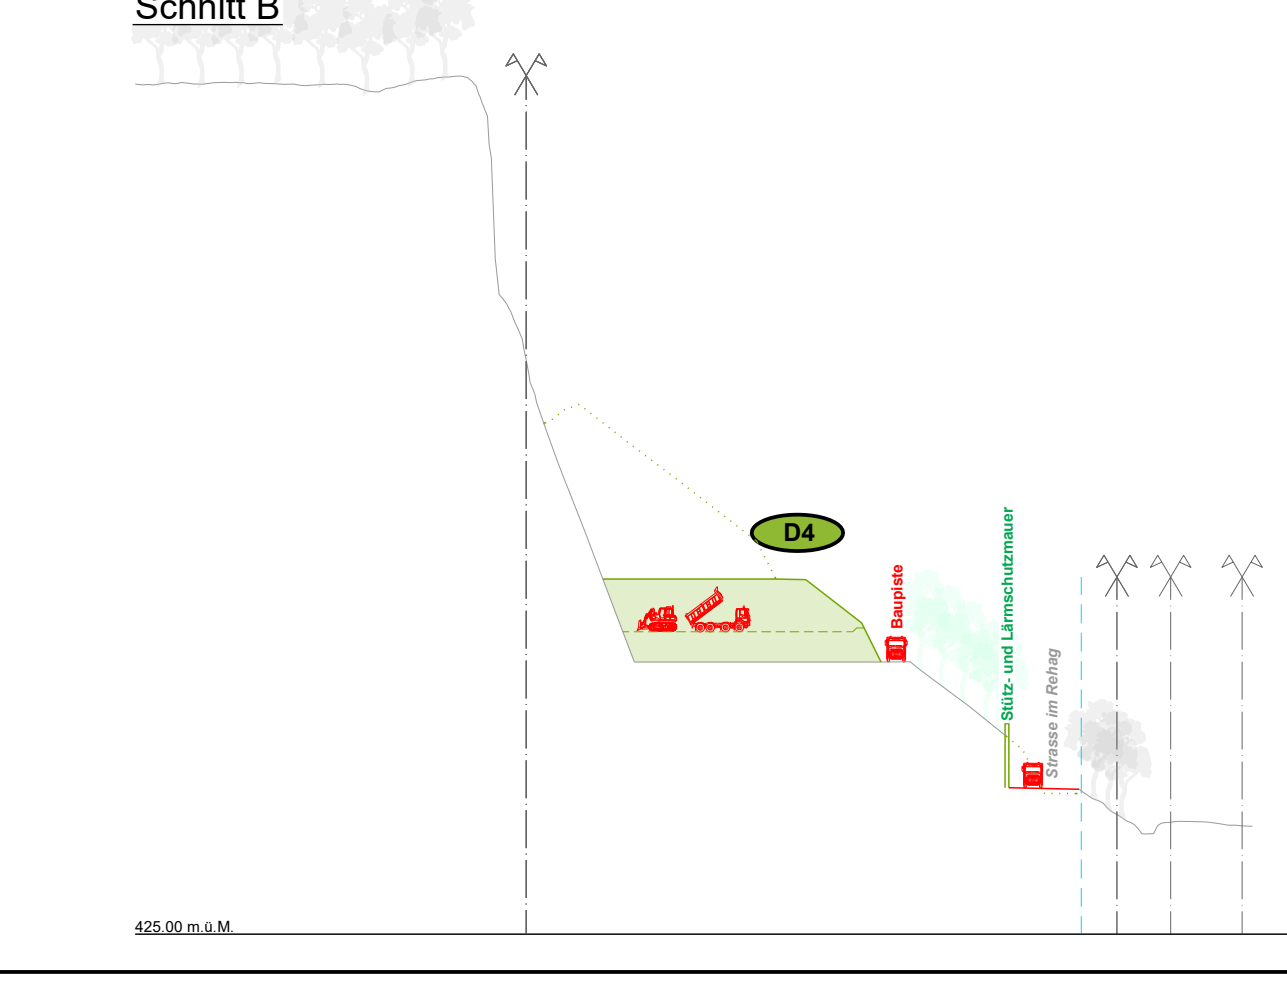 Schnitt B
D4
Baupiste
Stütz- und Lärmschutzmauer
Strasse im Rehag
425.00 m.ü.M.